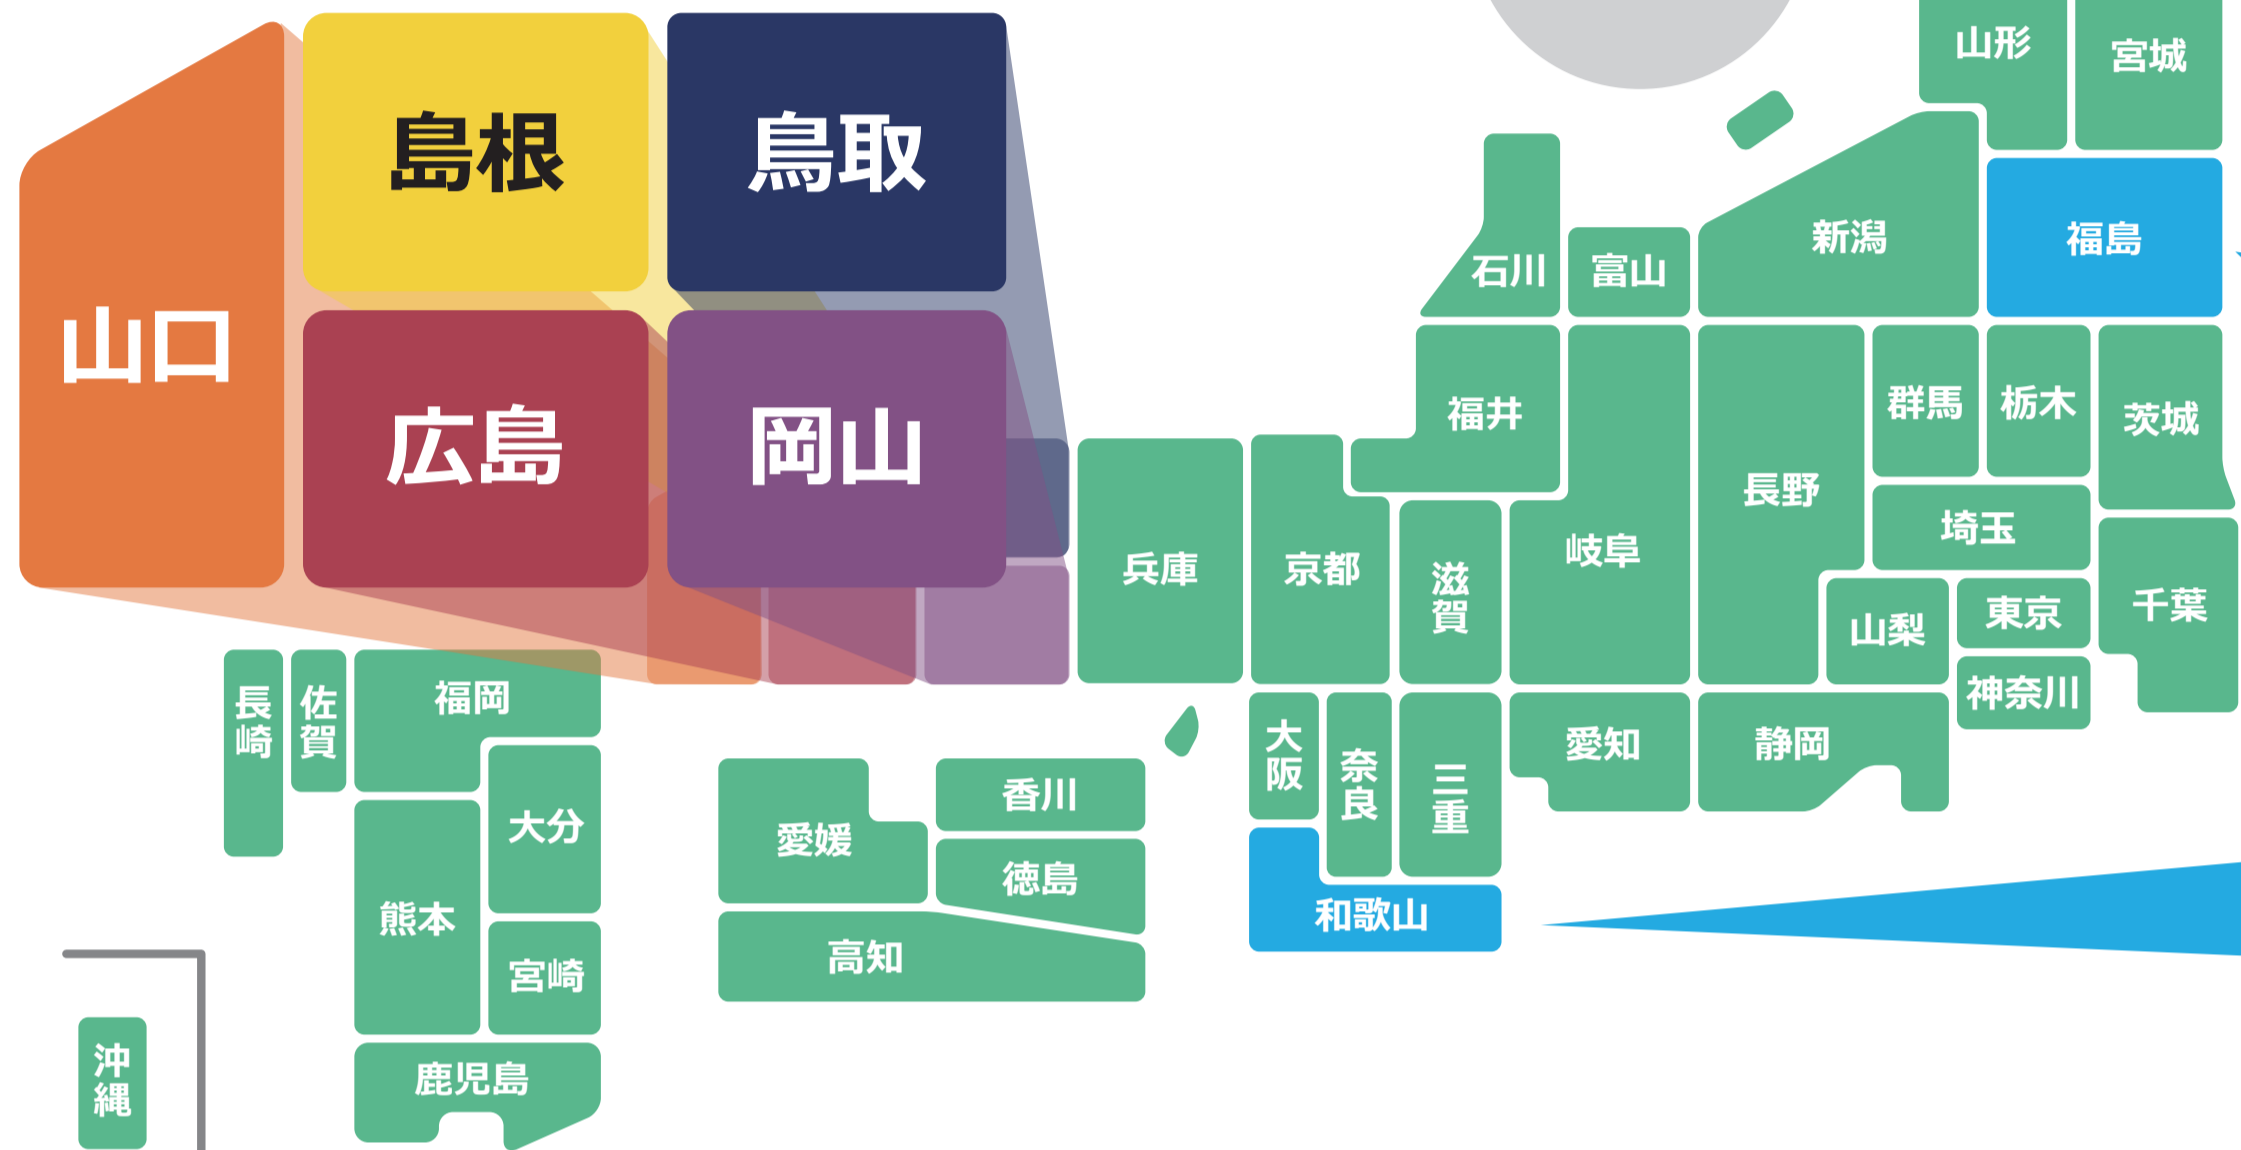 山形
宮城
島根
鳥取
新潟
福島
石川
富山
山口
広島
岡山
福井
群馬
栃木
茨城
長野
埼玉
兵庫
京都
滋賀
岐阜
山梨
東京
千葉
神奈川
長崎
佐賀
福岡
大阪
奈良
三重
愛知
静岡
大分
愛媛
香川
徳島
熊本
和歌山
高知
宮崎
沖縄
鹿児島